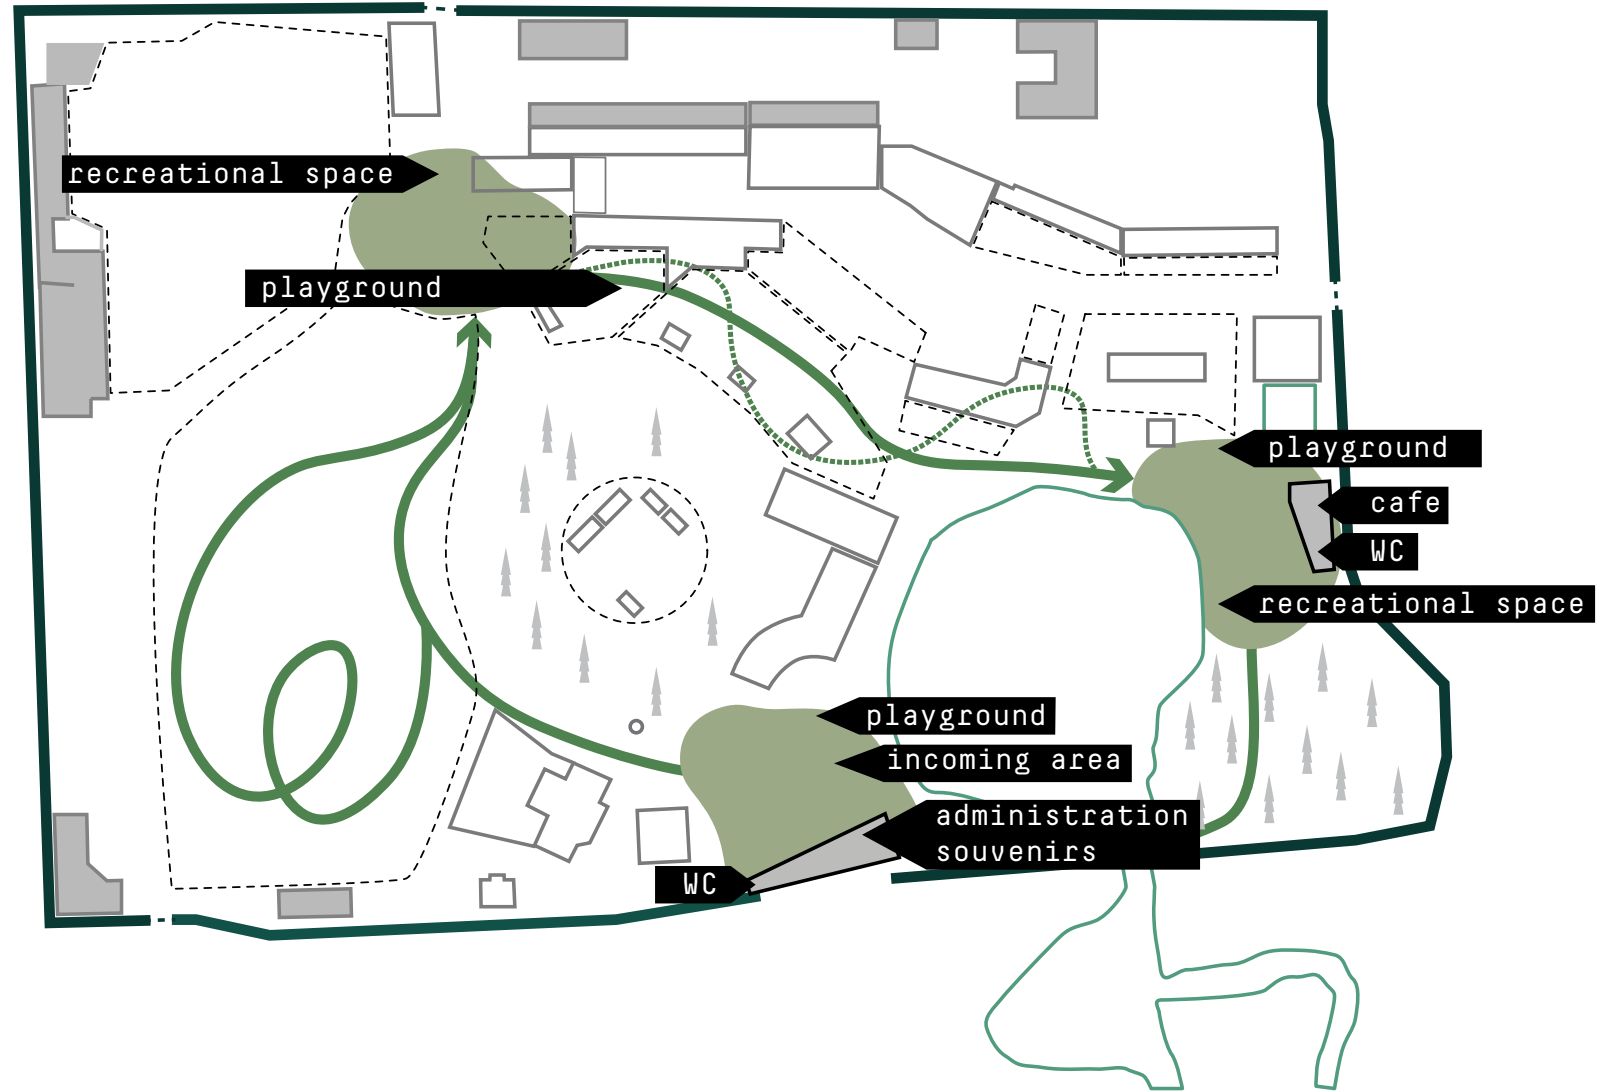 recreational space
playground
playground
cafe
WC
recreational space
playground
incoming area
administration
souvenirs
WC